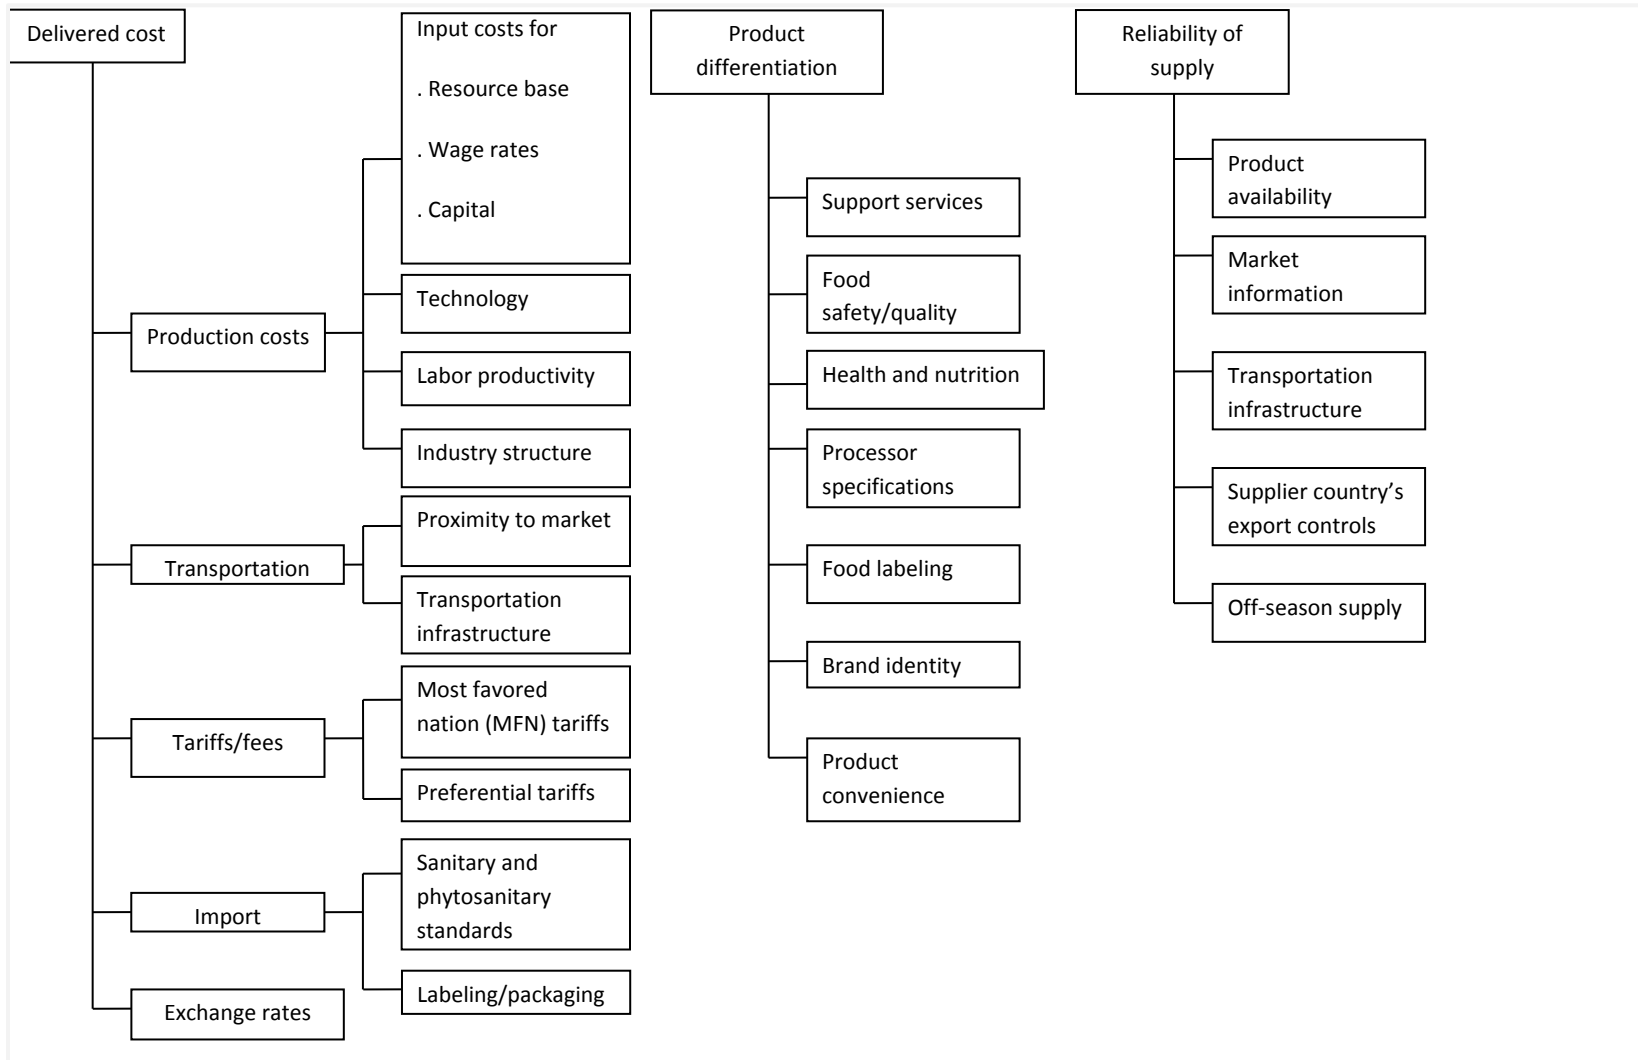 Delivered cost
Production costs
Input costs for
. Resource base
. Wage rates
. Capital
Technology
Labor productivity
Industry structure
Transportation
Proximity to market
Transportation
infrastructure
Tariffs/fees
Most favored
nation (MFN) tariffs
Preferential tariffs
Import
Sanitary and
phytosanitary
standards
Labeling/packaging
Exchange rates
Product
differentiation
Support services
Food
safety/quality
Health and nutrition
Processor
specifications
Food labeling
Brand identity
Product
convenience
Reliability of
supply
Product
availability
Market
information
Transportation
infrastructure
Supplier country’s
export controls
Off-season supply